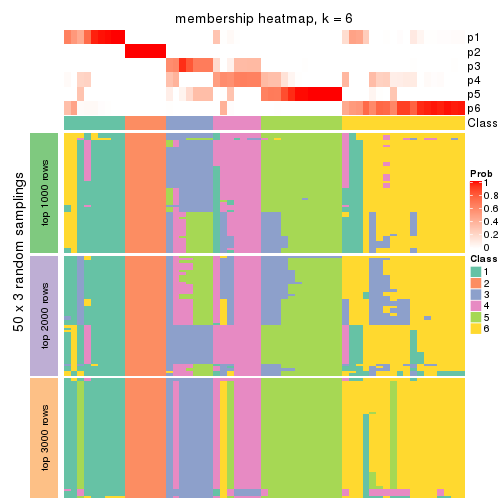 membership heatmap, k = 6
p1
p2
p3
p4
p5
p6
Class
50 x 3 random samplings
top 1000 rows
top 2000 rows
top 3000 rows
Prob
1
0.8
0.6
0.4
0.2
0
Class
1
2
3
4
5
6